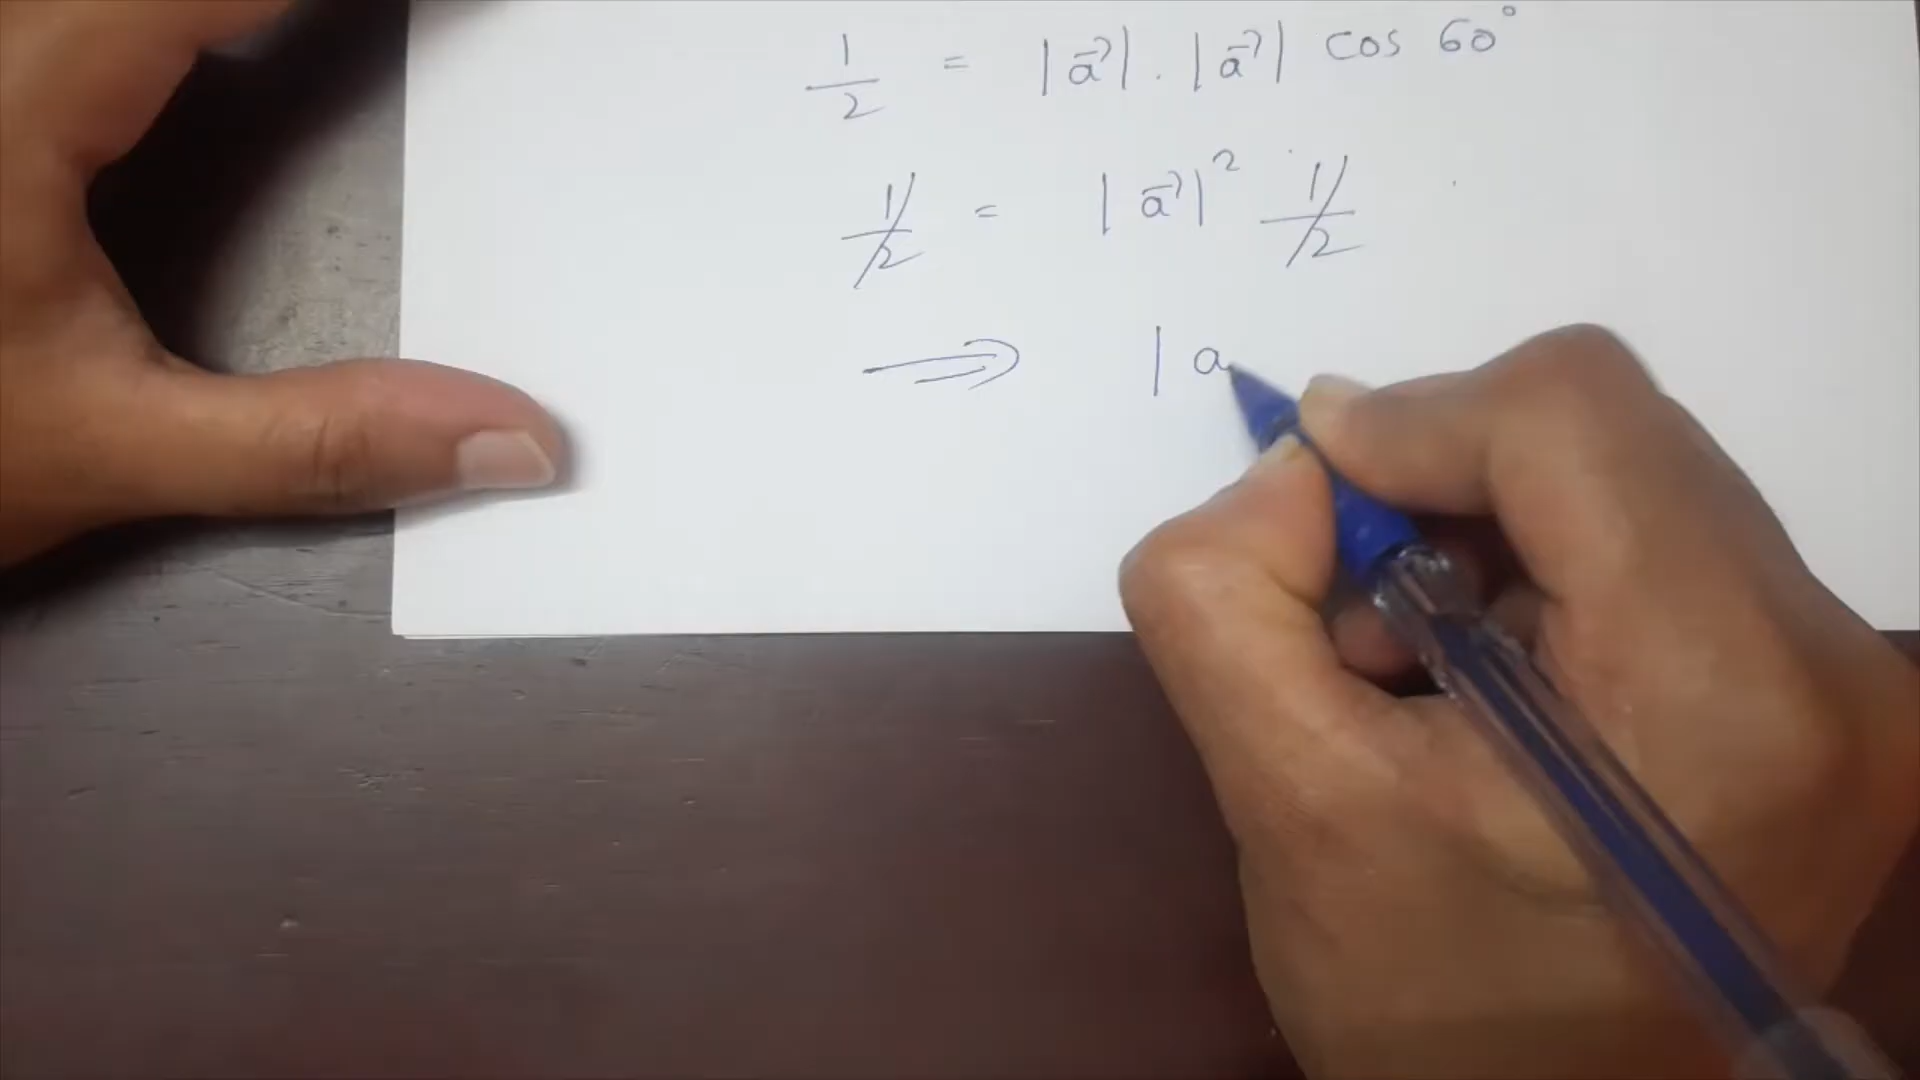 1/2 = |a⃗| . |a⃗| cos 60°
1/2 = |a⃗|² 1/2
⟹ |a